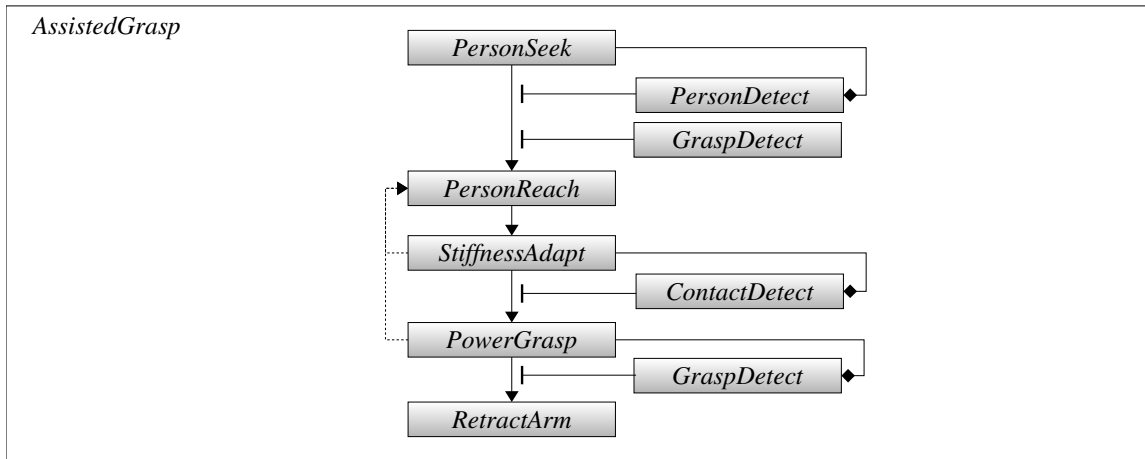 AssistedGrasp
PersonSeek
PersonDetect
GraspDetect
PersonReach
StiffnessAdapt
ContactDetect
PowerGrasp
GraspDetect
RetractArm